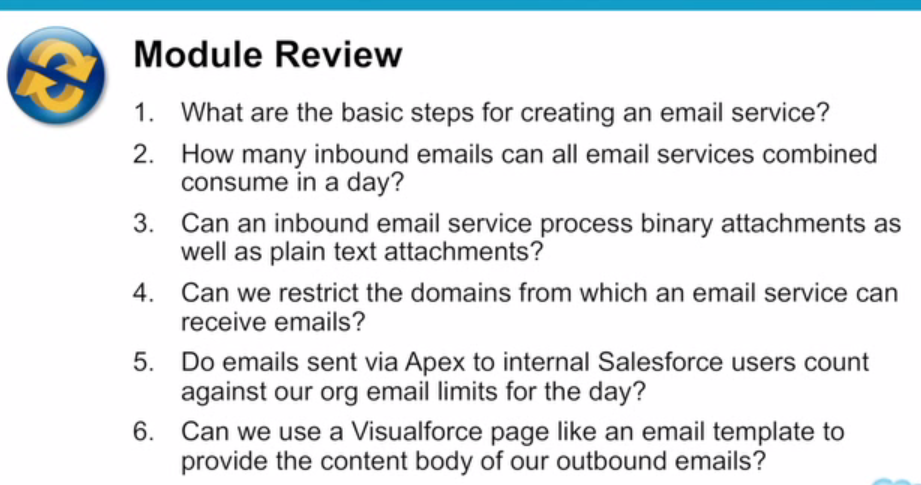 Module Review
1. What are the basic steps for creating an email service?
2. How many inbound emails can all email services combined
consume in a day?
3. Can an inbound email service process binary attachments as
well as plain text attachments?
4. Can we restrict the domains from which an email service can
receive emails?
5. Do emails sent via Apex to internal Salesforce users count
against our org email limits for the day?
6. Can we use a Visualforce page like an email template to
provide the content body of our outbound emails?